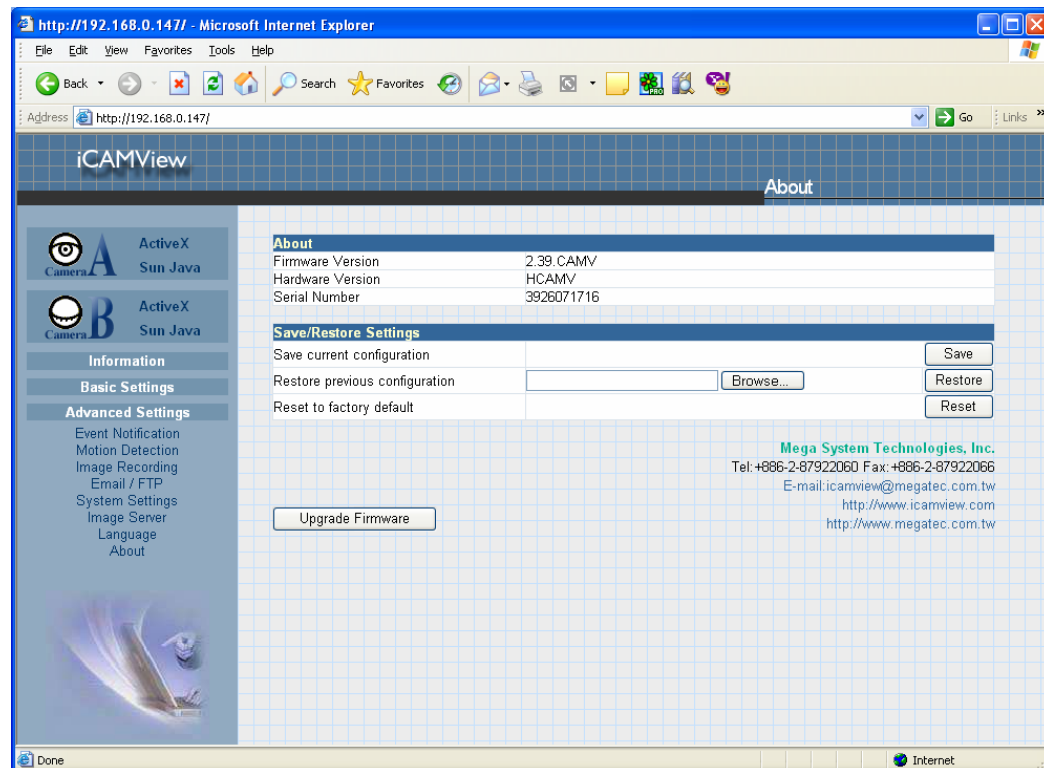 http://192.168.0.147/ - Microsoft Internet Explorer
File Edit View Favorites Tools Help
Back Search Favorites PRO
Address http://192.168.0.147/ Go Links »
iCAMView
About
Camera A ActiveX
Sun Java
Camera B ActiveX
Sun Java
Information
Basic Settings
Advanced Settings
Event Notification
Motion Detection
Image Recording
Email / FTP
System Settings
Image Server
Language
About
About
Firmware Version 2.39.CAMV
Hardware Version HCAMV
Serial Number 3926071716
Save/Restore Settings
Save current configuration Save
Restore previous configuration Browse... Restore
Reset to factory default Reset
Mega System Technologies, Inc.
Tel:+886-2-87922060 Fax:+886-2-87922066
E-mail:icamview@megatec.com.tw
http://www.icamview.com
http://www.megatec.com.tw
Upgrade Firmware
Done Internet